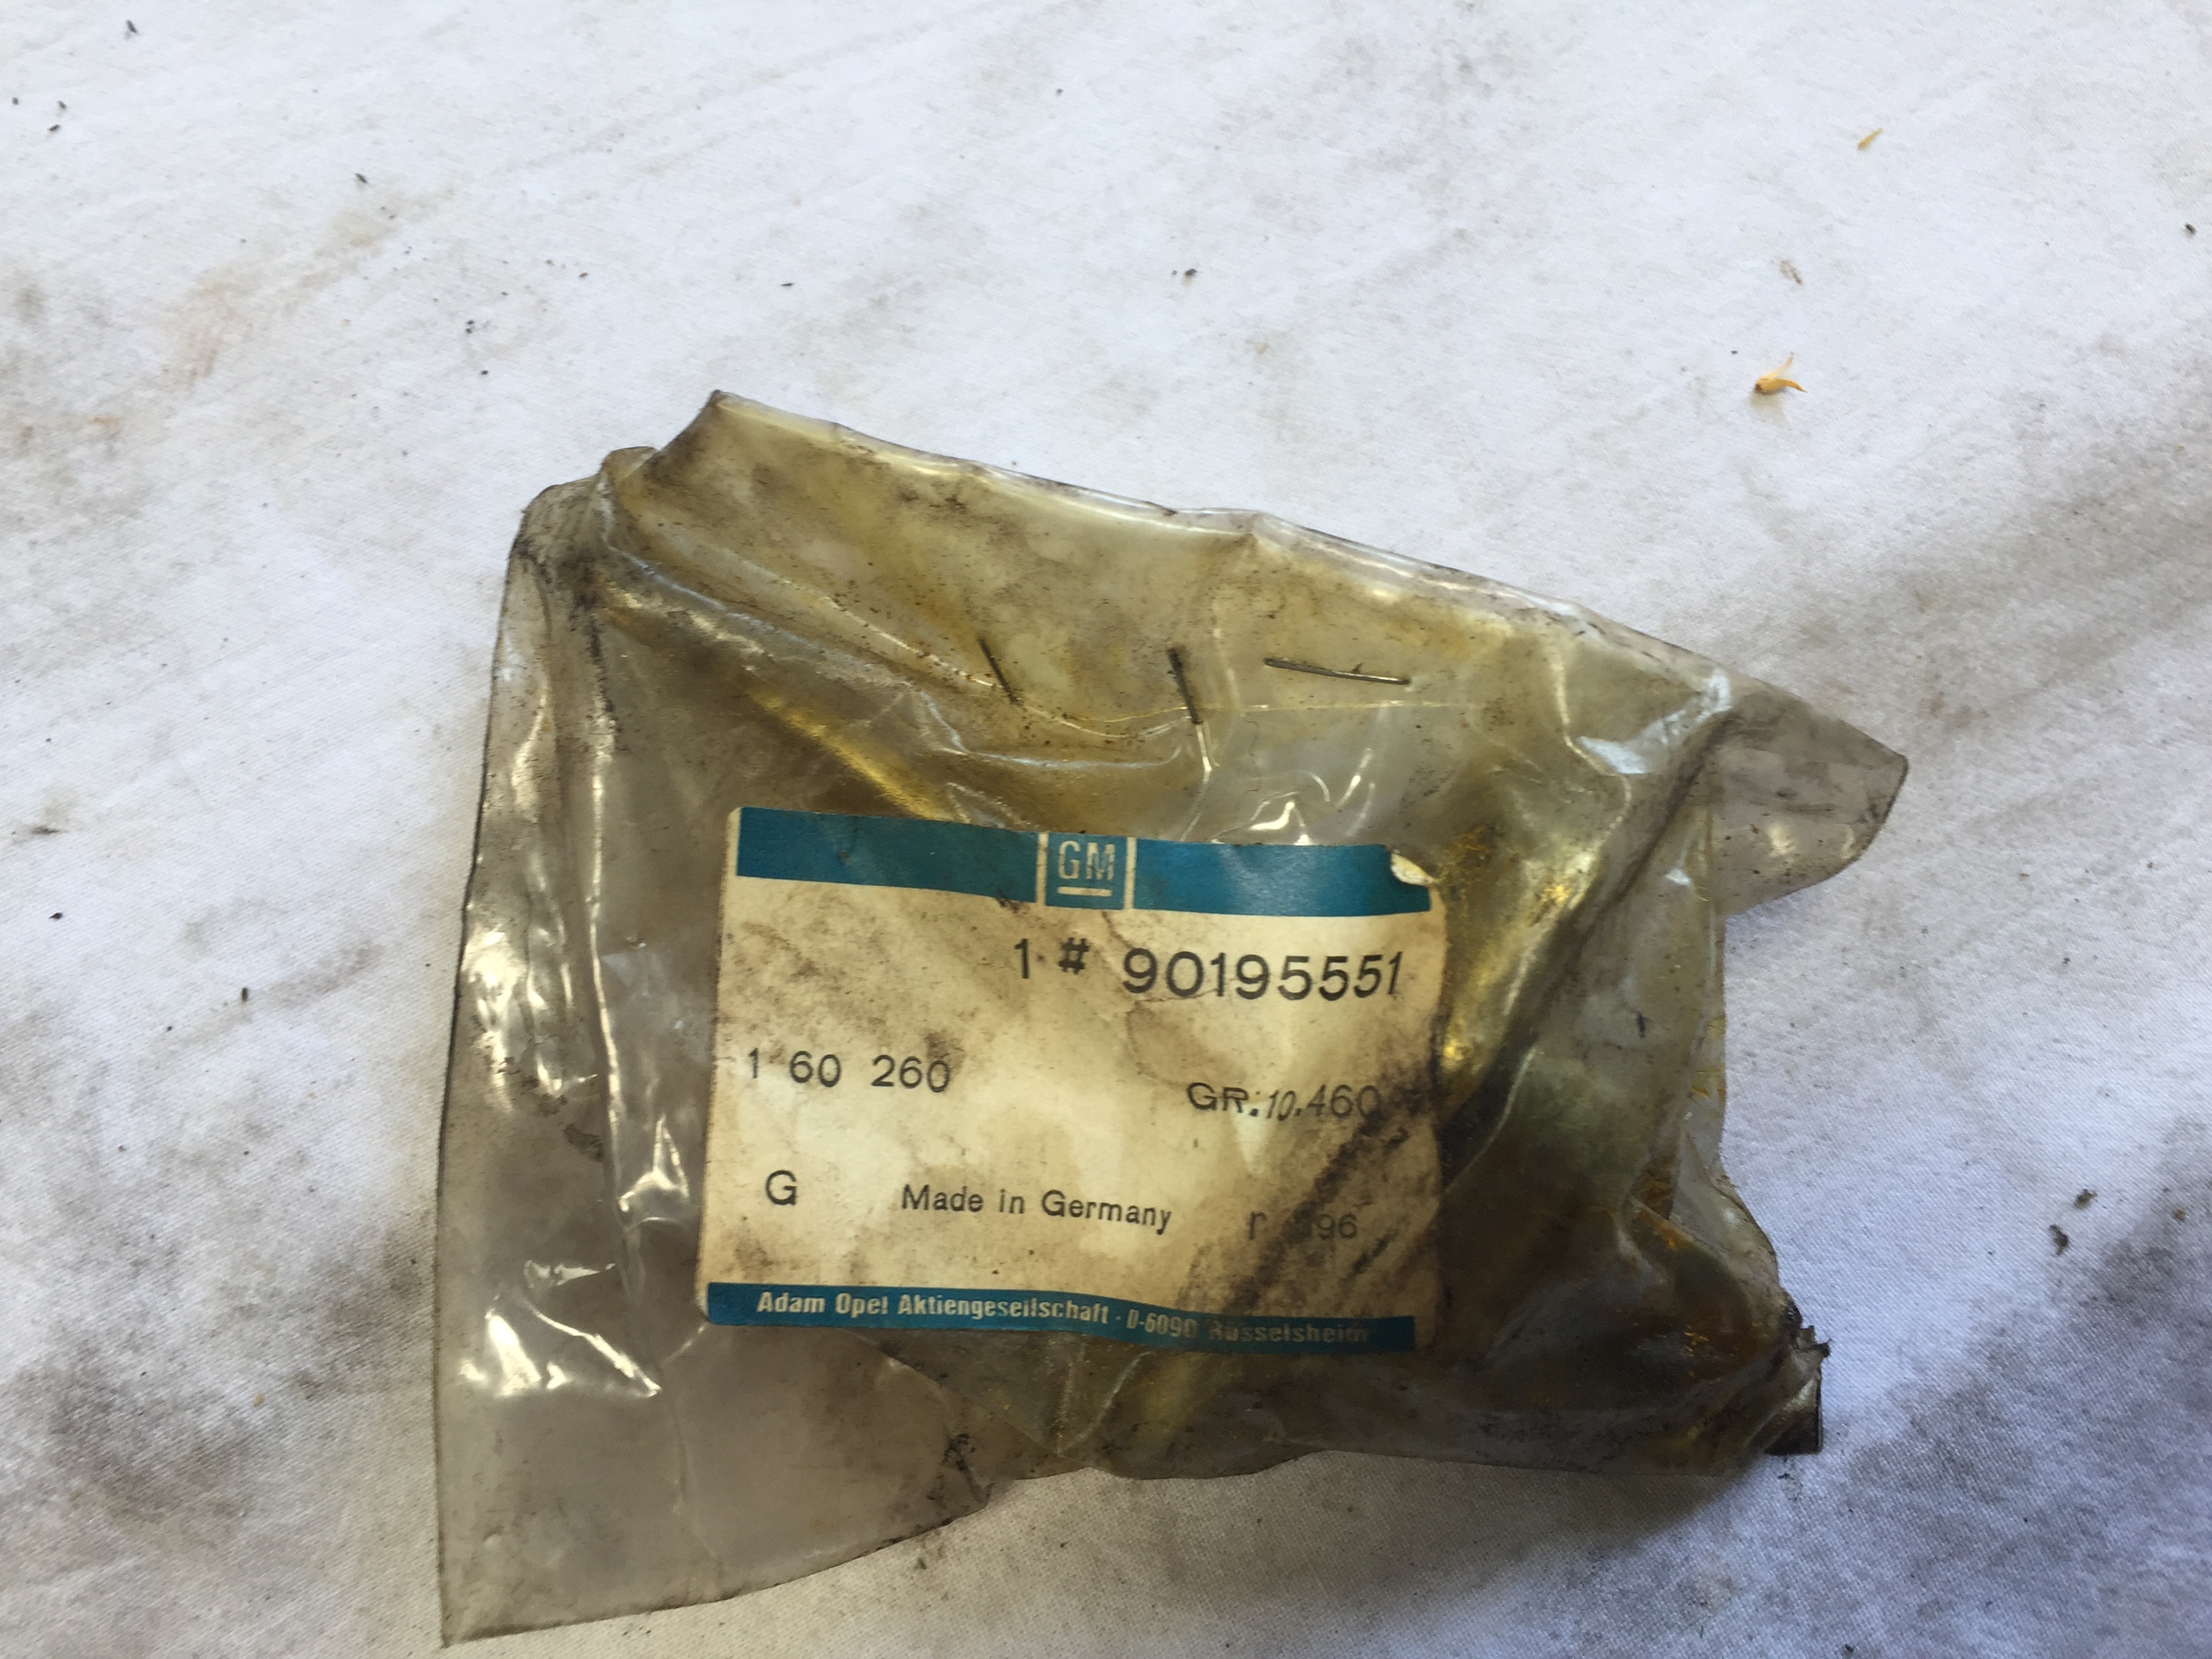 GM
1 # 90195551
1 60 260 GR.10.460
G Made in Germany
Adam Opel Aktiengesellschaft · D-6090 Rüsselsheim